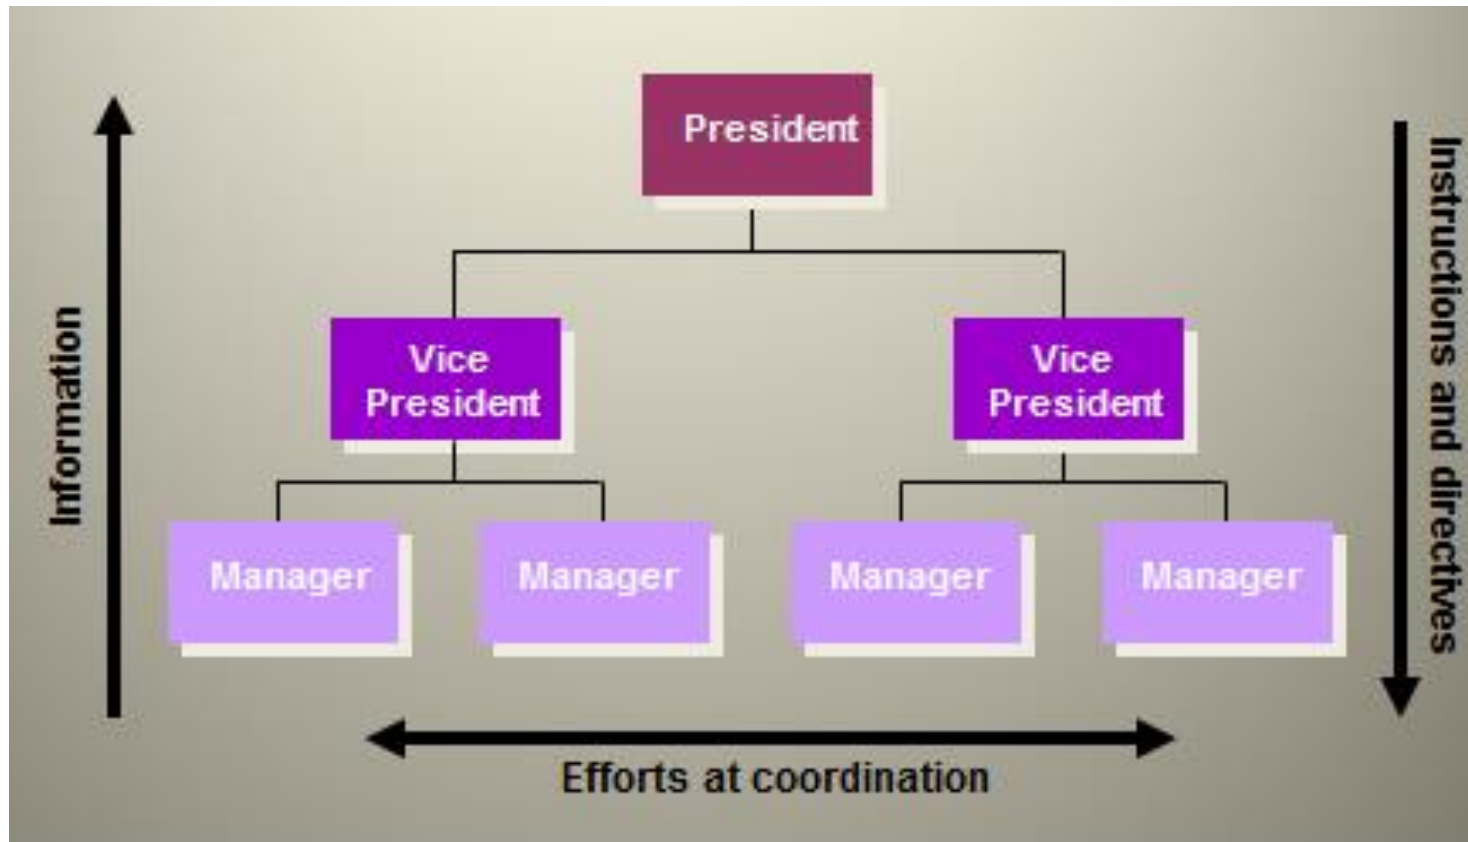 President
Information
Instructions and directives
Vice
President
Vice
President
Manager
Manager
Manager
Manager
Efforts at coordination